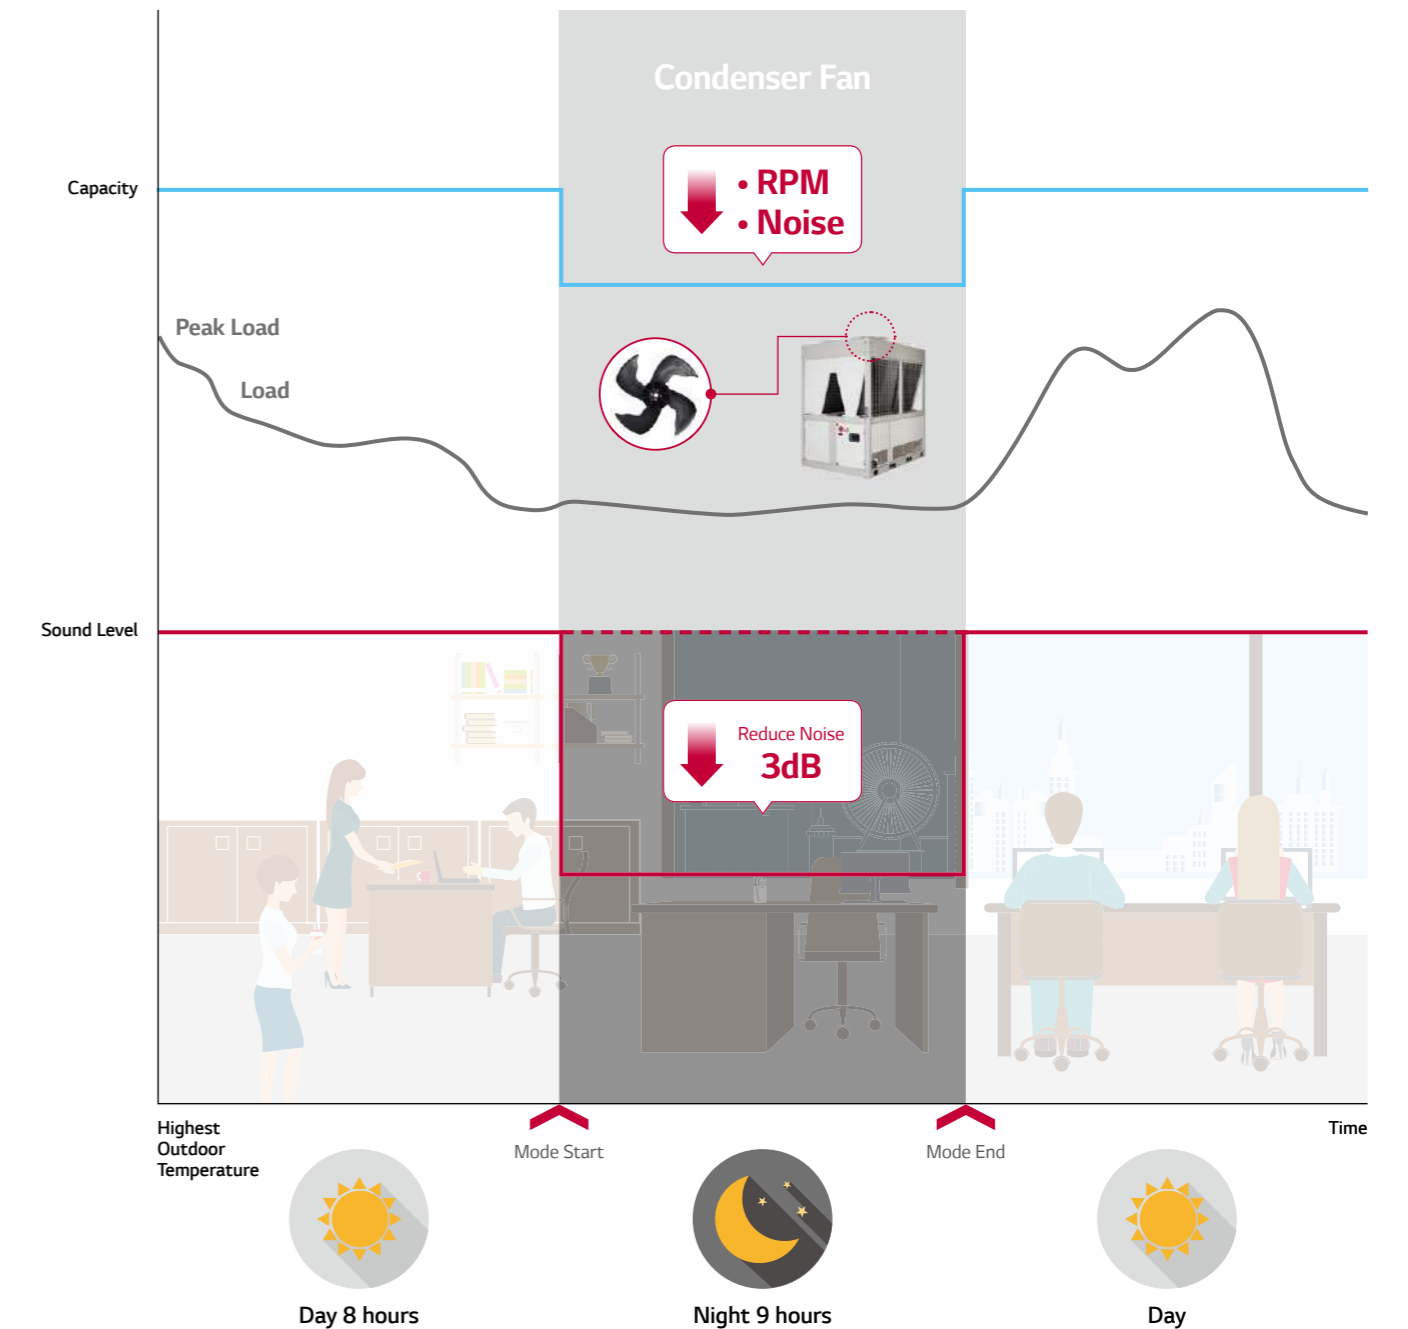 Condenser Fan
• RPM
• Noise
Capacity
Peak Load
Load
Sound Level
Reduce Noise
3dB
Highest
Outdoor
Temperature
Time
Mode Start
Mode End
Day 8 hours
Night 9 hours
Day